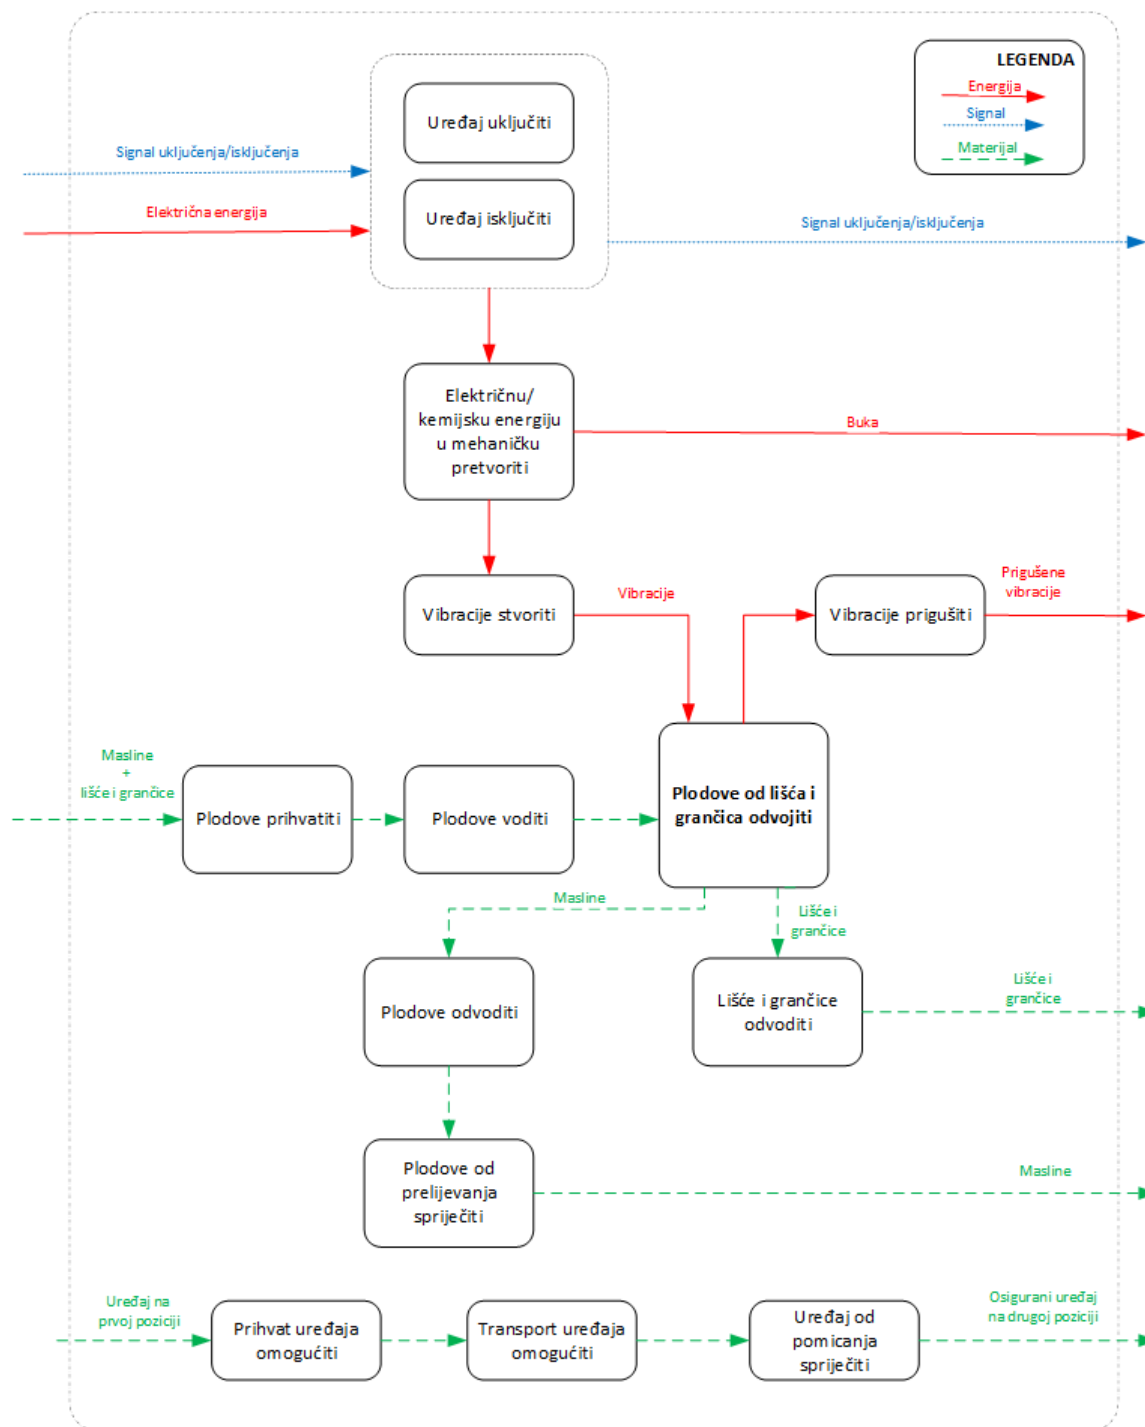 LEGENDA
Energija
Signal
Materijal
Uređaj uključiti
Signal uključenja/isključenja
Uređaj isključiti
Električna energija
Signal uključenja/isključenja
Električnu/
kemijsku energiju
u mehaničku
pretvoriti
Buka
Vibracije stvoriti
Vibracije
Vibracije prigušiti
Prigušene
vibracije
Masline
+
lišće i grančice
Plodove prihvatiti
Plodove voditi
Plodove od lišća i
grančica odvojiti
Masline
Lišće i
grančice
Plodove odvoditi
Lišće i grančice
odvoditi
Lišće i
grančice
Plodove od
prelijevanja
spriječiti
Masline
Uređaj na
prvoj poziciji
Prihvat uređaja
omogućiti
Transport uređaja
omogućiti
Uređaj od
pomicanja
spriječiti
Osigurani uređaj
na drugoj poziciji